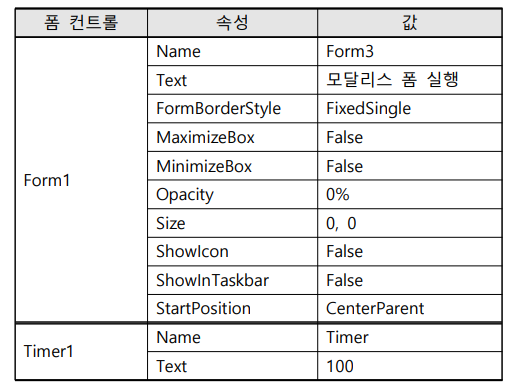 폼 컨트롤 속성 값
Form1
Name Form3
Text 모달리스 폼 실행
FormBorderStyle FixedSingle
MaximizeBox False
MinimizeBox False
Opacity 0%
Size 0, 0
ShowIcon False
ShowInTaskbar False
StartPosition CenterParent
Timer1
Name Timer
Text 100